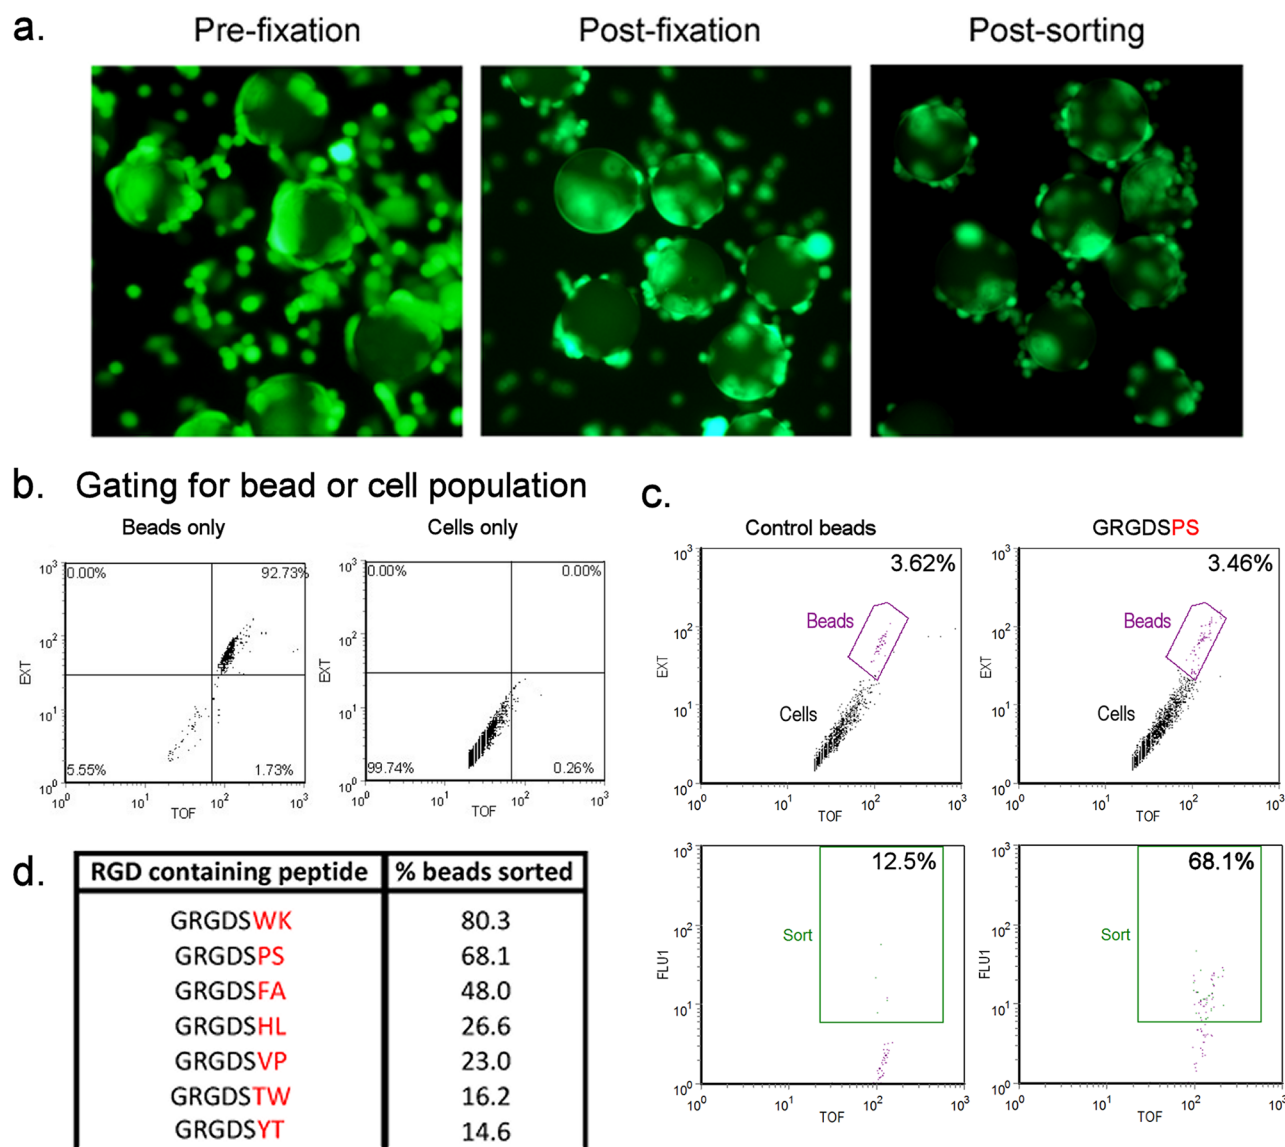 a.
Pre-fixation
Post-fixation
Post-sorting
b. Gating for bead or cell population
Beads only
Cells only
10³
0.00%
92.73%
10²
EXT
10¹
5.55%
1.73%
10⁰
10⁰ 10¹ 10² 10³
TOF
10³
0.00%
0.00%
10²
EXT
10¹
99.74%
0.26%
10⁰
10⁰ 10¹ 10² 10³
TOF
c.
Control beads
GRGDSPS
10³
3.62%
Beads
10²
EXT
Cells
10¹
10⁰
10⁰ 10¹ 10² 10³
TOF
10³
3.46%
Beads
10²
EXT
Cells
10¹
10⁰
10⁰ 10¹ 10² 10³
TOF
10³
12.5%
Sort
10²
FLU1
10¹
10⁰
10⁰ 10¹ 10² 10³
TOF
10³
68.1%
Sort
10²
FLU1
10¹
10⁰
10⁰ 10¹ 10² 10³
TOF
d.
RGD containing peptide % beads sorted
GRGDSWK 80.3
GRGDSPS 68.1
GRGDSFA 48.0
GRGDSHL 26.6
GRGDSVP 23.0
GRGDSTW 16.2
GRGDSYT 14.6